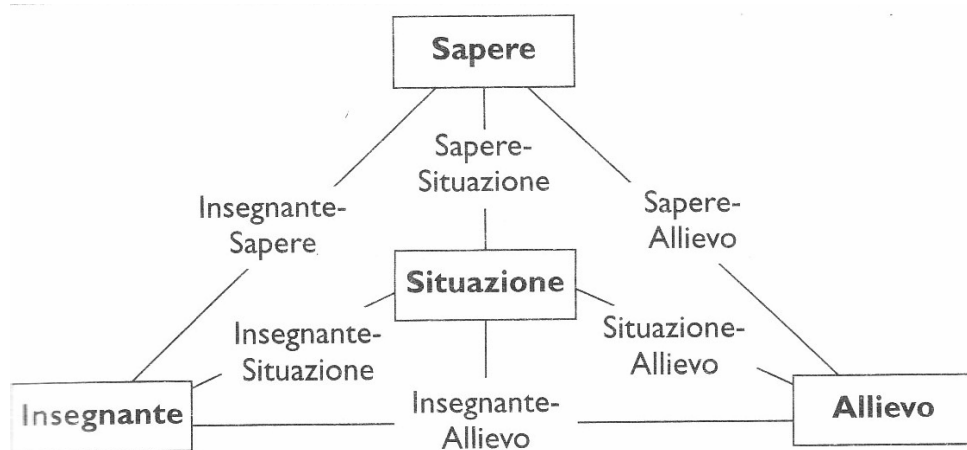 Sapere
Sapere-
Situazione
Insegnante-
Sapere
Sapere-
Allievo
Situazione
Insegnante-
Situazione
Situazione-
Allievo
Insegnante
Insegnante-
Allievo
Allievo